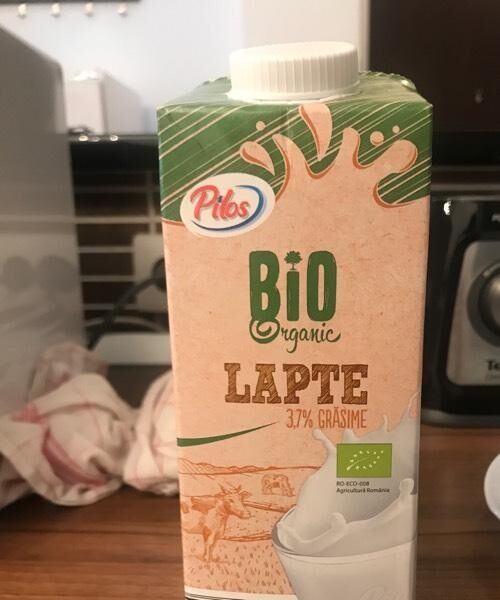 Pilos
BiO
Organic
LAPTE
3,7% GRĂSIME
RO-ECO-008
Agricultură România